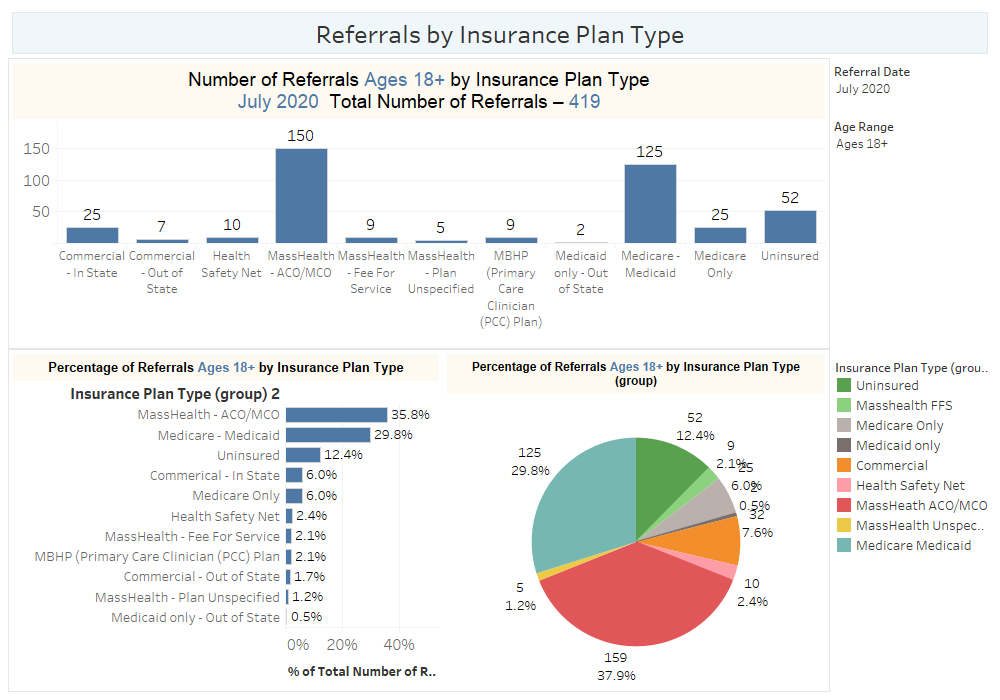 Referrals by Insurance Plan Type
Number of Referrals Ages 18+ by Insurance Plan Type
July 2020 Total Number of Referrals – 419
150
100
50
25
7
10
150
9
5
9
2
125
25
52
Commercial
- In State
Commercial
- Out of
State
Health
Safety Net
MassHealth
- ACO/MCO
MassHealth
- Fee For
Service
MassHealth
- Plan
Unspecified
MBHP
(Primary
Care
Clinician
(PCC) Plan)
Medicaid
only - Out
of State
Medicare -
Medicaid
Medicare
Only
Uninsured
Referral Date
July 2020
Age Range
Ages 18+
Percentage of Referrals Ages 18+ by Insurance Plan Type
Insurance Plan Type (group) 2
MassHealth - ACO/MCO 35.8%
Medicare - Medicaid 29.8%
Uninsured 12.4%
Commerical - In State 6.0%
Medicare Only 6.0%
Health Safety Net 2.4%
MassHealth - Fee For Service 2.1%
MBHP (Primary Care Clinician (PCC) Plan 2.1%
Commercial - Out of State 1.7%
MassHealth - Plan Unspecified 1.2%
Medicaid only - Out of State 0.5%
0% 20% 40%
% of Total Number of R..
Percentage of Referrals Ages 18+ by Insurance Plan Type
(group)
52
12.4%
9
2.1%
25
6.0%
2
0.5%
32
7.6%
10
2.4%
159
37.9%
5
1.2%
125
29.8%
Insurance Plan Type (grou..
Uninsured
Masshealth FFS
Medicare Only
Medicaid only
Commercial
Health Safety Net
MassHeath ACO/MCO
MassHealth Unspec..
Medicare Medicaid